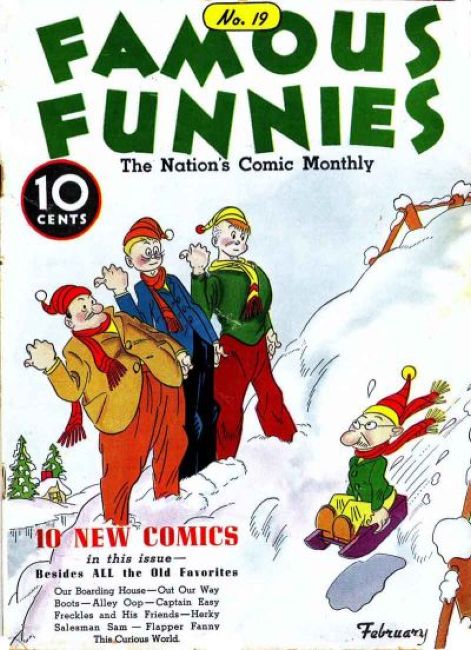 No. 19
FAMOUS
FUNNIES
The Nation's Comic Monthly
10
CENTS
10 NEW COMICS
in this issue—
Besides ALL the Old Favorites
Our Boarding House—Out Our Way
Boots—Alley Oop—Captain Easy
Freckles and His Friends—Herky
Salesman Sam—Flapper Fanny
This Curious World.
February